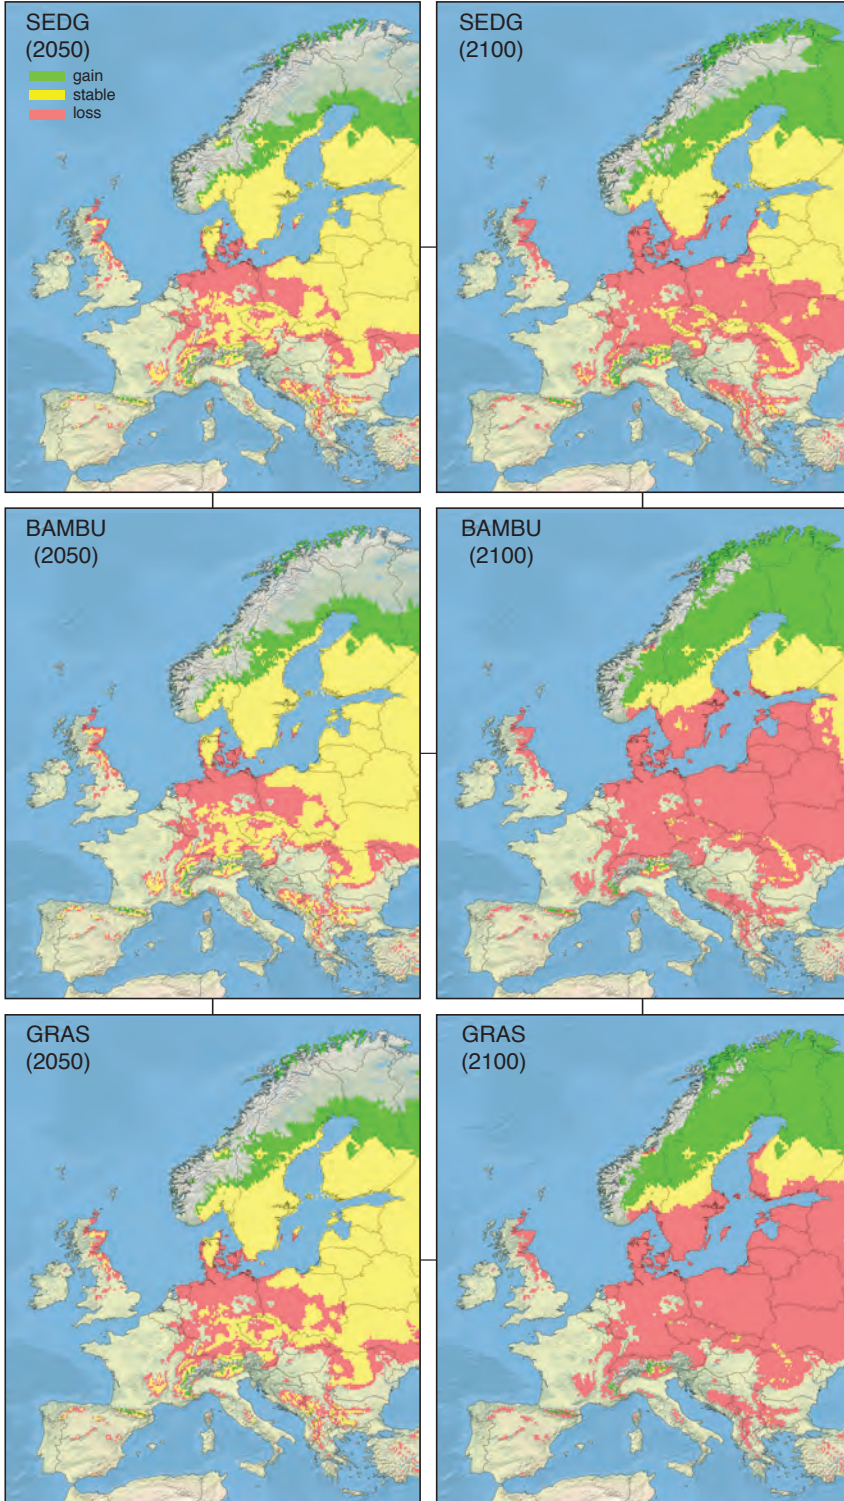 SEDG
(2050)
gain
stable
loss
SEDG
(2100)
BAMBU
(2050)
BAMBU
(2100)
GRAS
(2050)
GRAS
(2100)